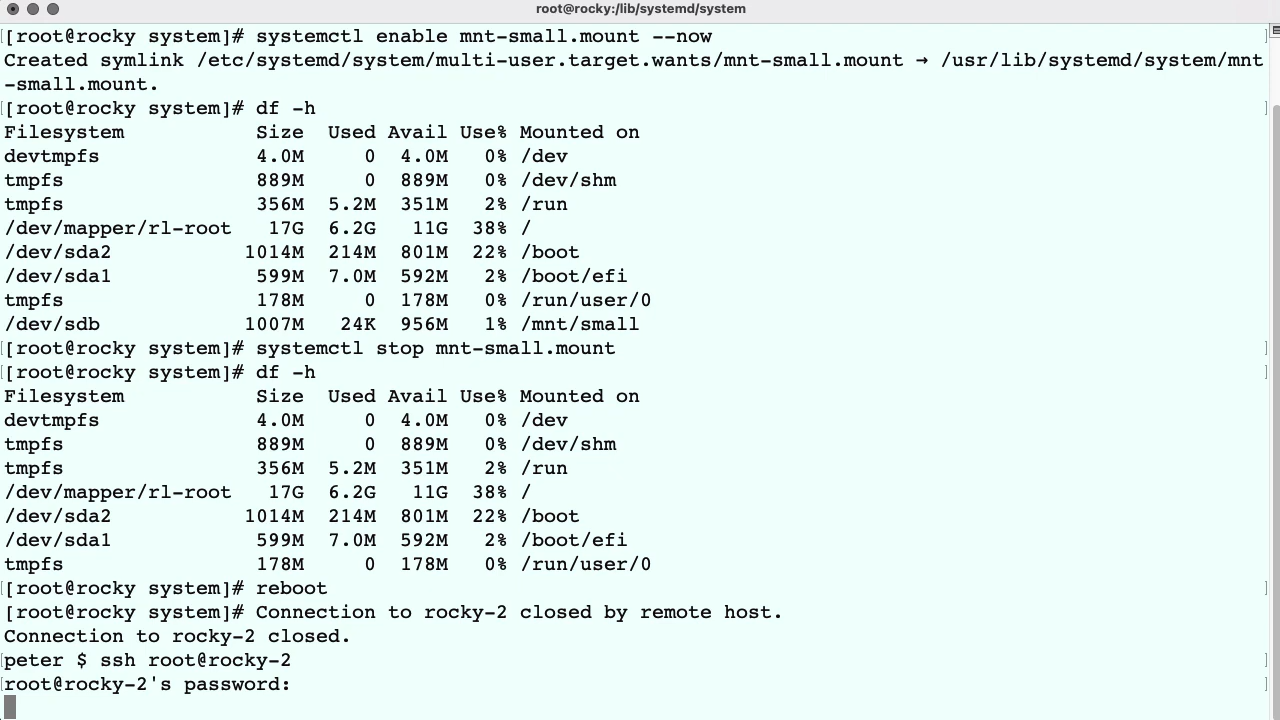 root@rocky:/lib/systemd/system
[root@rocky system]# systemctl enable mnt-small.mount --now
Created symlink /etc/systemd/system/multi-user.target.wants/mnt-small.mount → /usr/lib/systemd/system/mnt
-small.mount.
[root@rocky system]# df -h
Filesystem           Size  Used Avail Use% Mounted on
devtmpfs             4.0M     0  4.0M   0% /dev
tmpfs                889M     0  889M   0% /dev/shm
tmpfs                356M  5.2M  351M   2% /run
/dev/mapper/rl-root   17G  6.2G   11G  38% /
/dev/sda2           1014M  214M  801M  22% /boot
/dev/sda1            599M  7.0M  592M   2% /boot/efi
tmpfs                178M     0  178M   0% /run/user/0
/dev/sdb            1007M   24K  956M   1% /mnt/small
[root@rocky system]# systemctl stop mnt-small.mount
[root@rocky system]# df -h
Filesystem           Size  Used Avail Use% Mounted on
devtmpfs             4.0M     0  4.0M   0% /dev
tmpfs                889M     0  889M   0% /dev/shm
tmpfs                356M  5.2M  351M   2% /run
/dev/mapper/rl-root   17G  6.2G   11G  38% /
/dev/sda2           1014M  214M  801M  22% /boot
/dev/sda1            599M  7.0M  592M   2% /boot/efi
tmpfs                178M     0  178M   0% /run/user/0
[root@rocky system]# reboot
[root@rocky system]# Connection to rocky-2 closed by remote host.
Connection to rocky-2 closed.
peter $ ssh root@rocky-2
root@rocky-2's password: